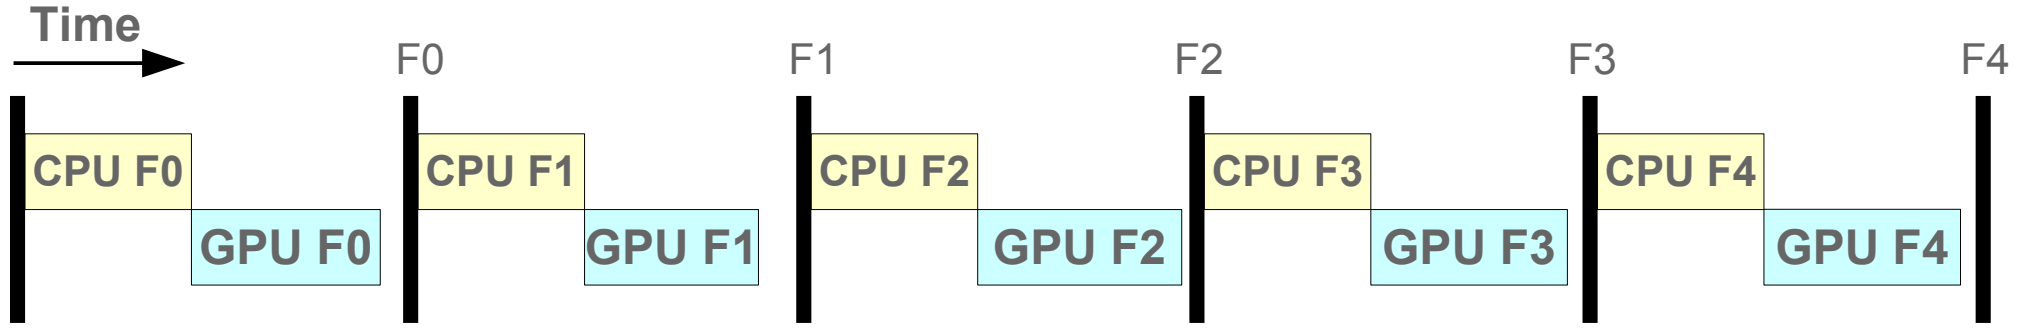 Time
F0 F1 F2 F3 F4
CPU F0 CPU F1 CPU F2 CPU F3 CPU F4
GPU F0 GPU F1 GPU F2 GPU F3 GPU F4